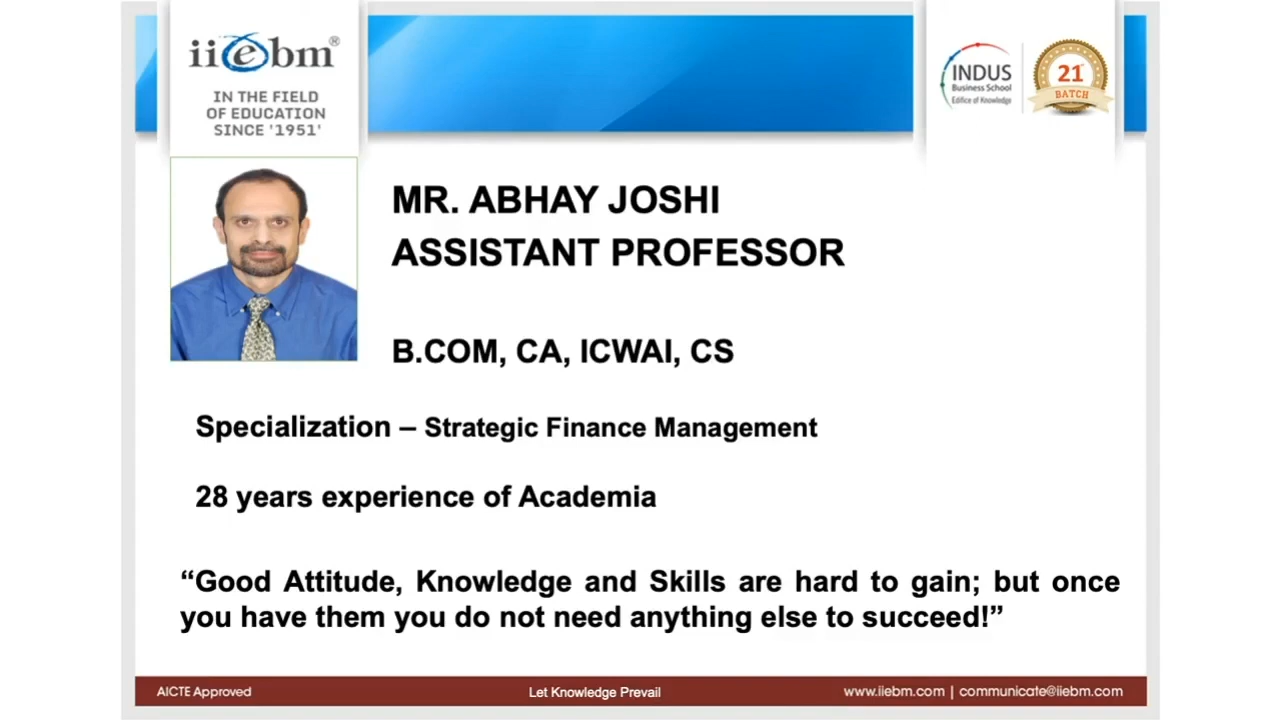 iiebm®
IN THE FIELD
OF EDUCATION
SINCE '1951'
INDUS
Business School
Edifice of Knowledge
21st
BATCH
MR. ABHAY JOSHI
ASSISTANT PROFESSOR
B.COM, CA, ICWAI, CS
Specialization – Strategic Finance Management
28 years experience of Academia
“Good Attitude, Knowledge and Skills are hard to gain; but once
you have them you do not need anything else to succeed!”
AICTE Approved
Let Knowledge Prevail
www.iiebm.com | communicate@iiebm.com